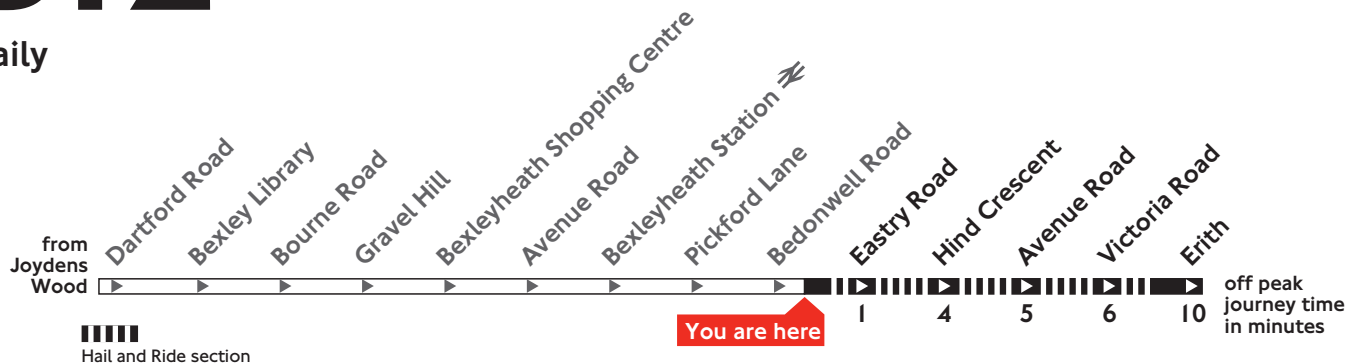 from
Joydens
Wood
Dartford Road
Bexley Library
Bourne Road
Gravel Hill
Bexleyheath Shopping Centre
Avenue Road
Bexleyheath Station
Pickford Lane
Bedonwell Road
Eastry Road
Hind Crescent
Avenue Road
Victoria Road
Erith
You are here
1 4 5 6 10
off peak
journey time
in minutes
Hail and Ride section